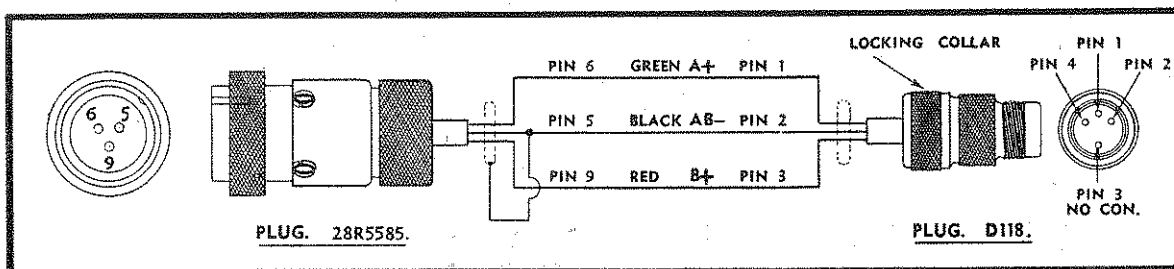 LOCKING COLLAR
PIN 1
PIN 4
PIN 2
PIN 6 GREEN A+ PIN 1
6 5
9
PIN 5 BLACK AB- PIN 2
PIN 9 RED B+ PIN 3
PIN 3
NO CON.
PLUG. 28R5585.
PLUG. D118.